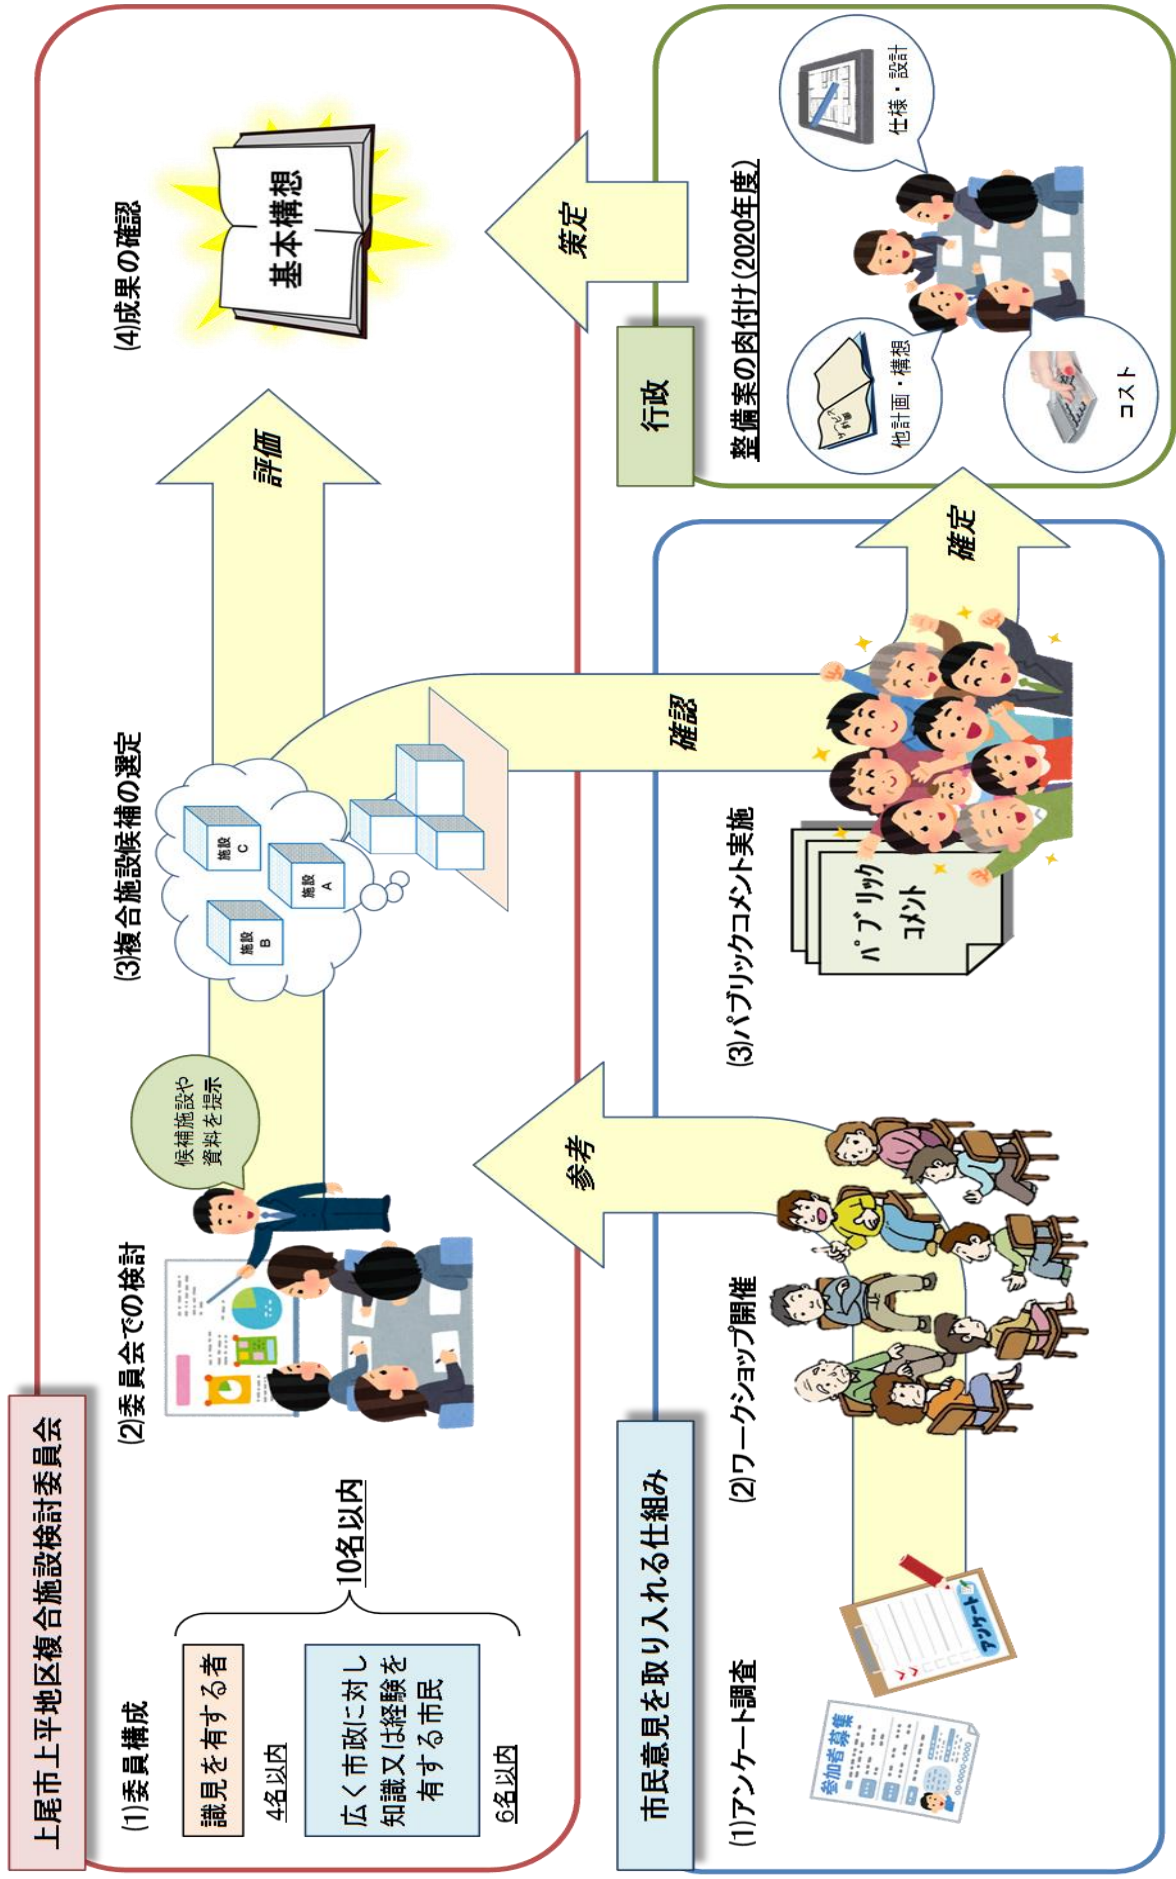 上尾市上平地区複合施設検討委員会
(1)委員構成
識見を有する者
4名以内
広く市政に対し
知識又は経験を
有する市民
6名以内
10名以内
(2)委員会での検討
候補施設や
資料を提示
(3)複合施設候補の選定
施設
B
施設
A
施設
C
評価
(4)成果の確認
基本構想
参考
確認
策定
市民意見を取り入れる仕組み
(1)アンケート調査
参加者募集
00-0000-0000
アンケート
(2)ワークショップ開催
(3)パブリックコメント実施
パブリック
コメント
確定
行政
整備案の肉付け(2020年度)
他計画・構想
仕様・設計
コスト